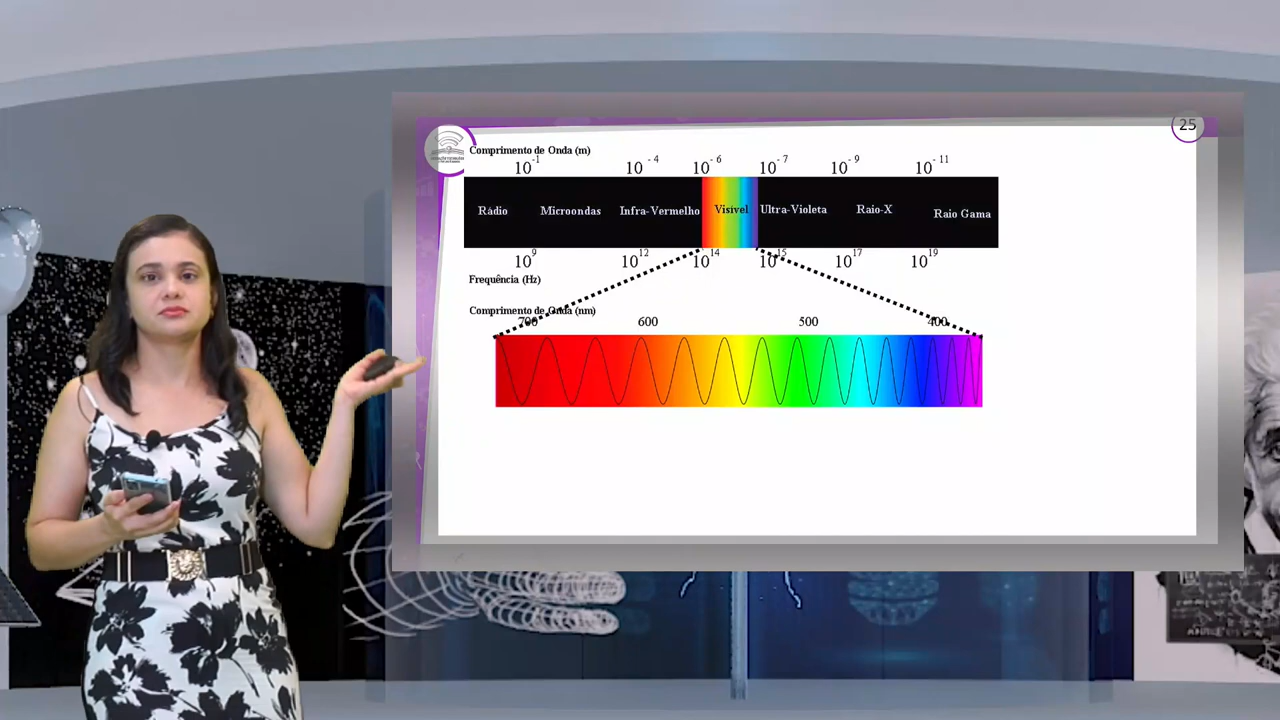 25
Comprimento de Onda (m)
10⁻¹ 10⁻⁴ 10⁻⁶ 10⁻⁷ 10⁻⁹ 10⁻¹¹
Rádio Microondas Infra-Vermelho Visível Ultra-Violeta Raio-X Raio Gama
10⁹ 10¹² 10¹⁴ 10¹⁵ 10¹⁷ 10¹⁹
Frequência (Hz)
Comprimento de Onda (nm)
700 600 500 400